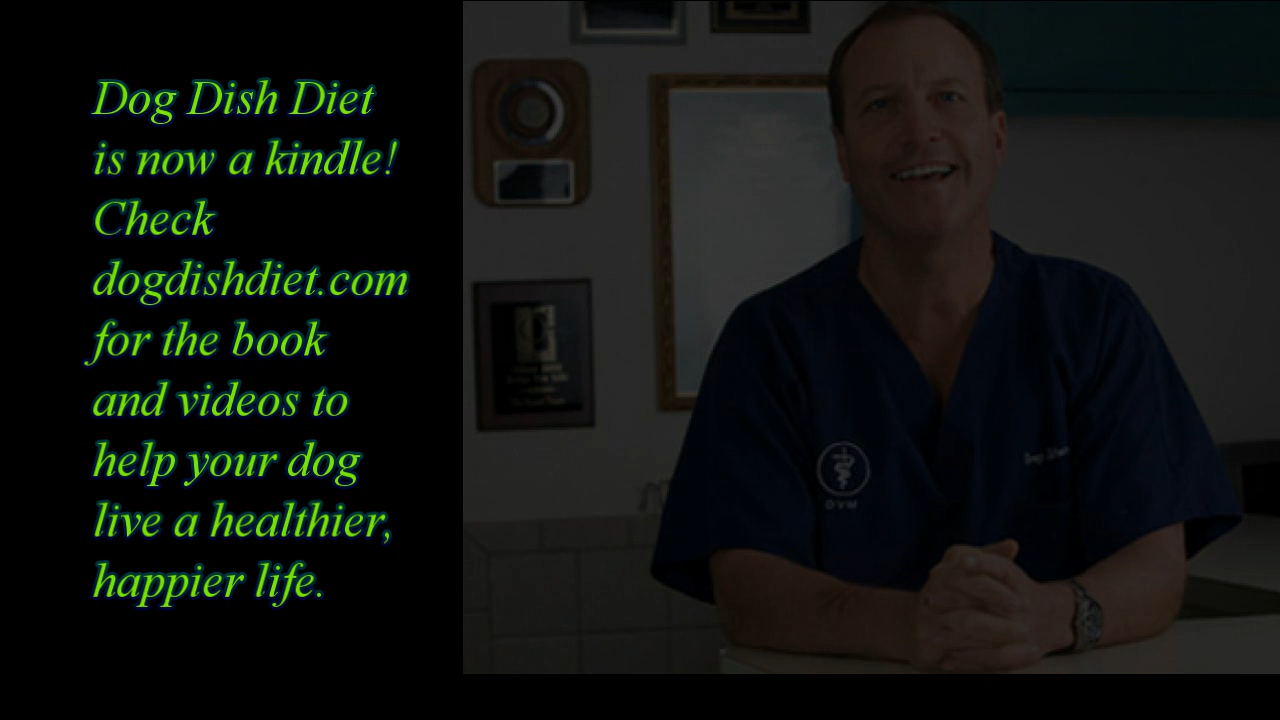 Dog Dish Diet
is now a kindle!
Check
dogdishdiet.com
for the book
and videos to
help your dog
live a healthier,
happier life.
DVM